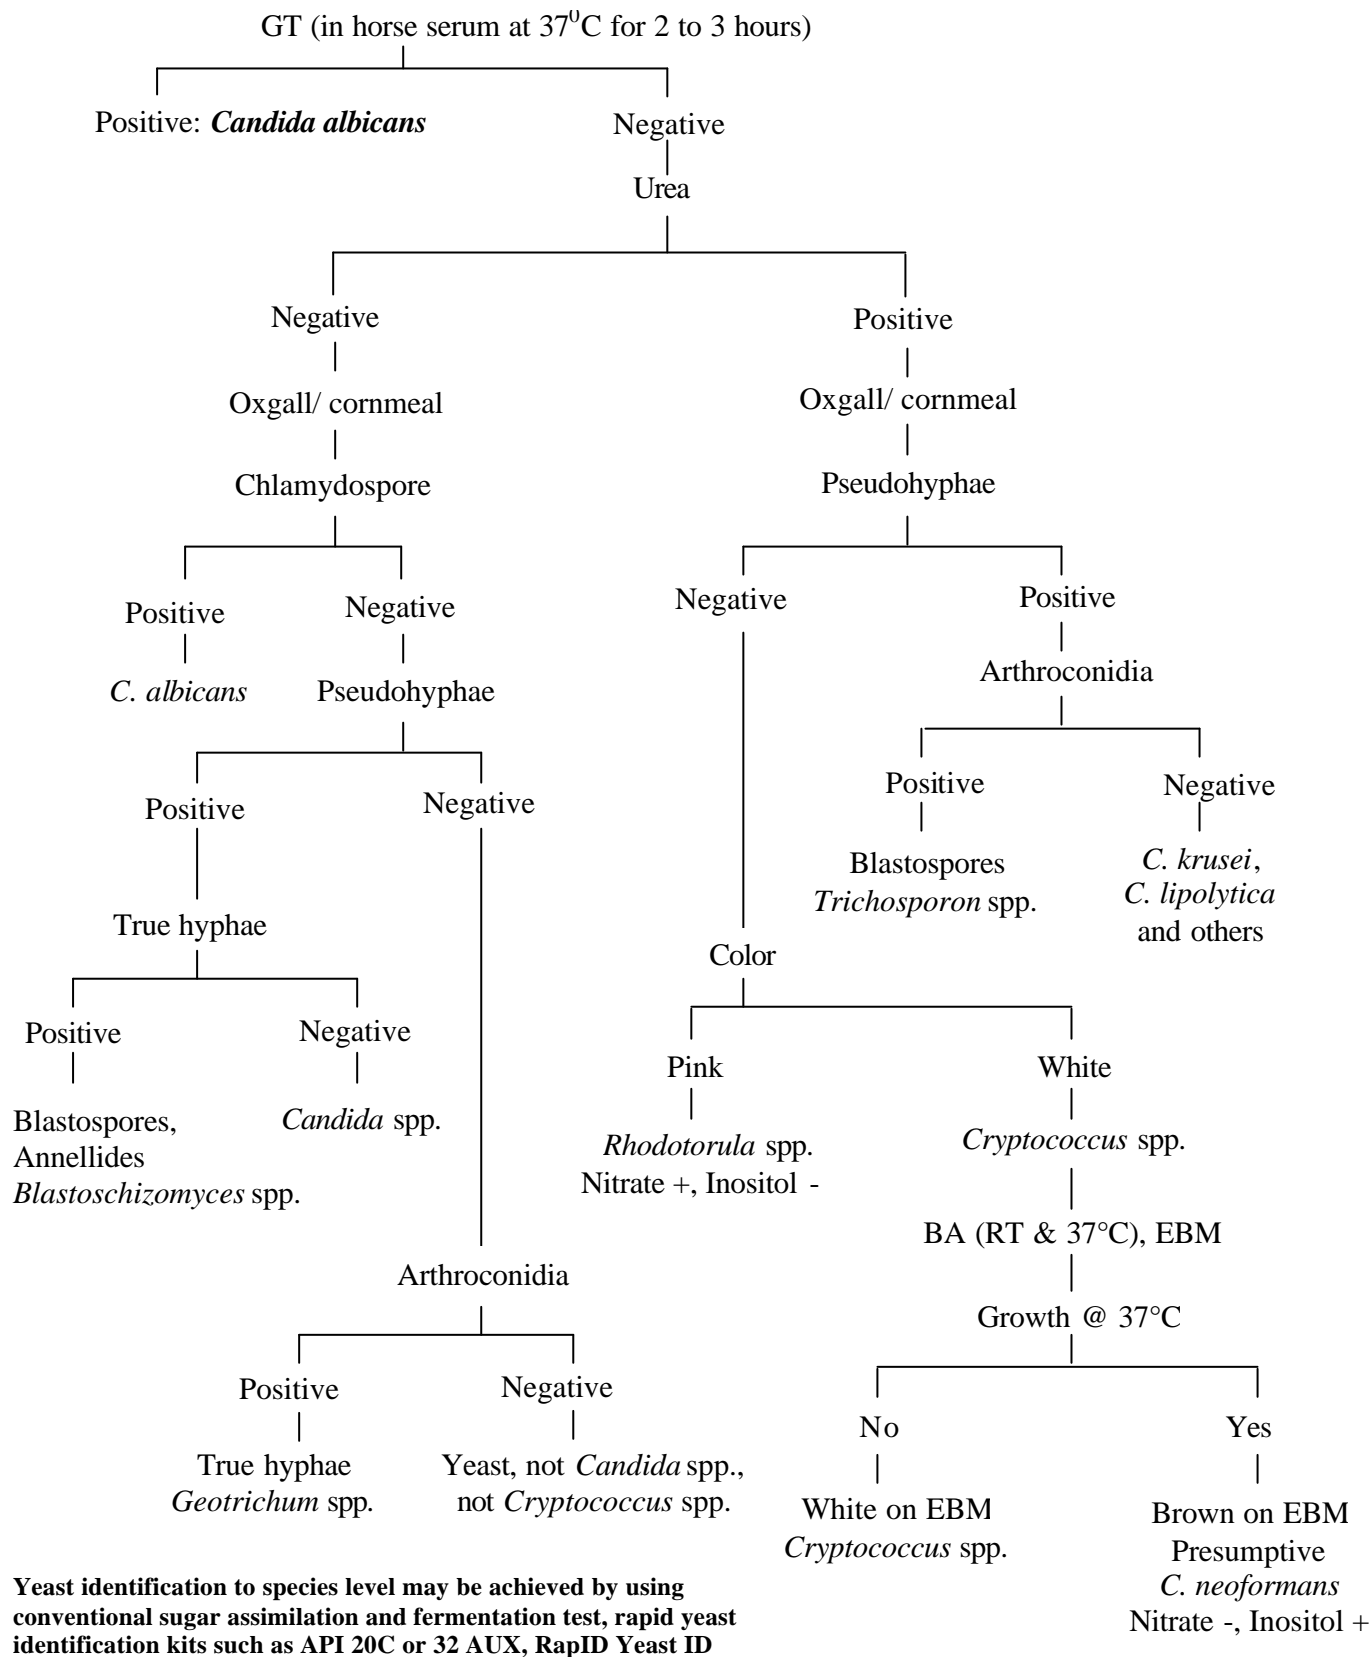 GT (in horse serum at 37⁰C for 2 to 3 hours)
Positive: Candida albicans
Negative
Urea
Negative
Positive
Oxgall/ cornmeal
Oxgall/ cornmeal
Chlamydospore
Pseudohyphae
Positive
Negative
Negative
Positive
C. albicans
Pseudohyphae
Arthroconidia
Positive
Negative
Positive
Negative
Blastospores
Trichosporon spp.
C. krusei,
C. lipolytica
and others
True hyphae
Color
Positive
Negative
Pink
White
Blastospores,
Annellides
Blastoschizomyces spp.
Candida spp.
Rhodotorula spp.
Nitrate +, Inositol -
Cryptococcus spp.
BA (RT & 37°C), EBM
Arthroconidia
Growth @ 37°C
Positive
Negative
No
Yes
True hyphae
Geotrichum spp.
Yeast, not Candida spp.,
not Cryptococcus spp.
White on EBM
Cryptococcus spp.
Brown on EBM
Presumptive
C. neoformans
Nitrate -, Inositol +
Yeast identification to species level may be achieved by using
conventional sugar assimilation and fermentation test, rapid yeast
identification kits such as API 20C or 32 AUX, RapID Yeast ID